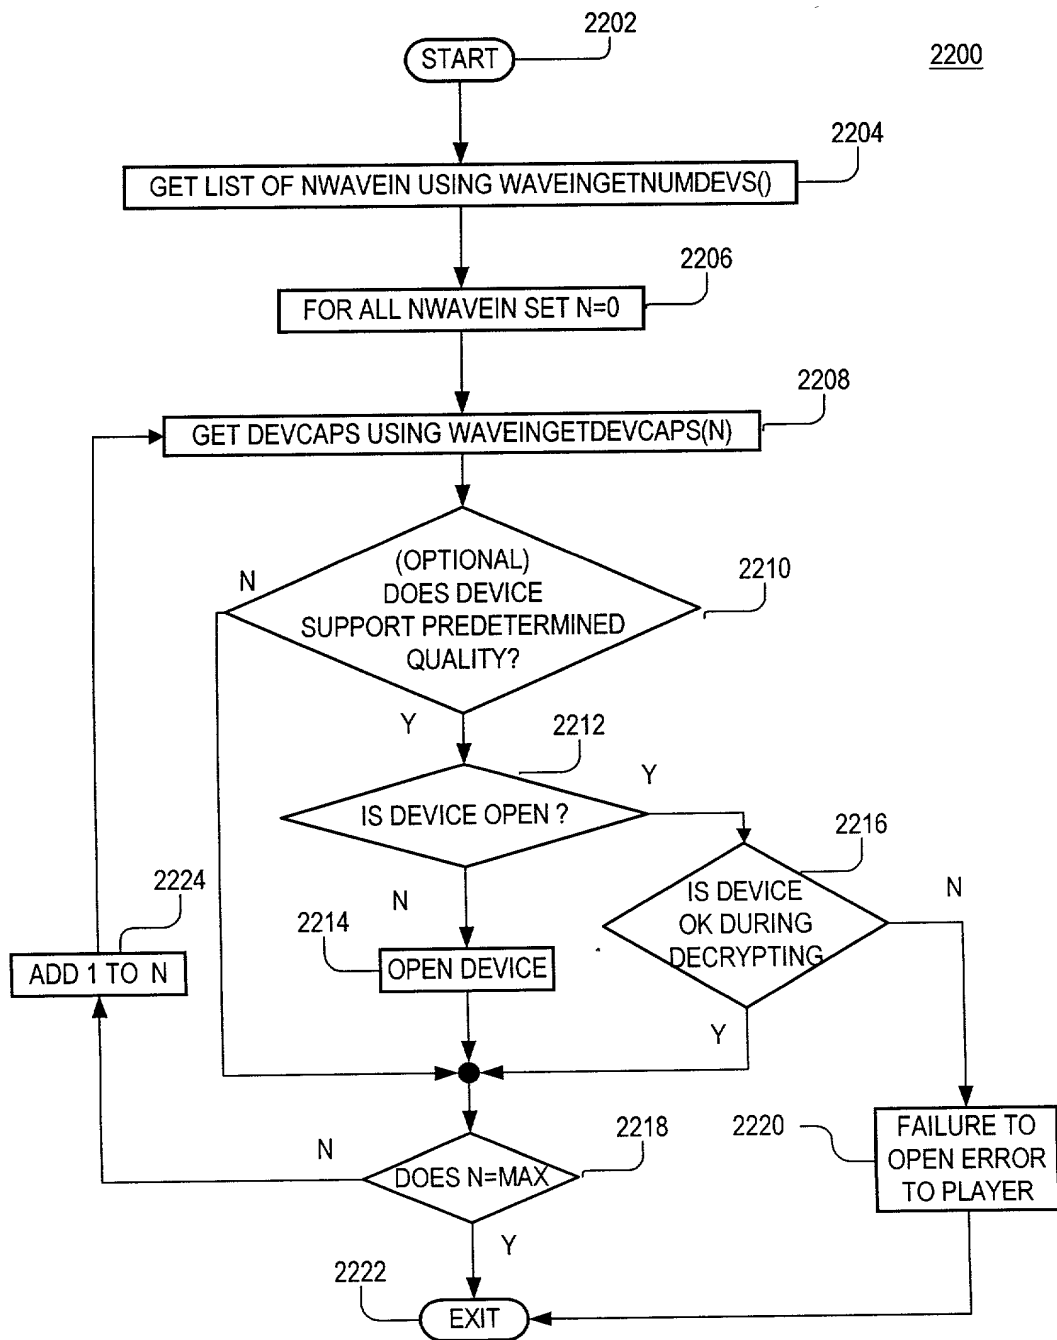 2202
START
2200
2204
GET LIST OF NWAVEIN USING WAVEINGETNUMDEVS()
2206
FOR ALL NWAVEIN SET N=0
2208
GET DEVCAPS USING WAVEINGETDEVCAPS(N)
(OPTIONAL)
DOES DEVICE
SUPPORT PREDETERMINED
QUALITY?
N
2210
Y
2212
IS DEVICE OPEN ?
Y
2216
IS DEVICE
OK DURING
DECRYPTING
N
N
2214
OPEN DEVICE
2224
ADD 1 TO N
Y
2218
DOES N=MAX
N
2220
FAILURE TO
OPEN ERROR
TO PLAYER
Y
2222
EXIT